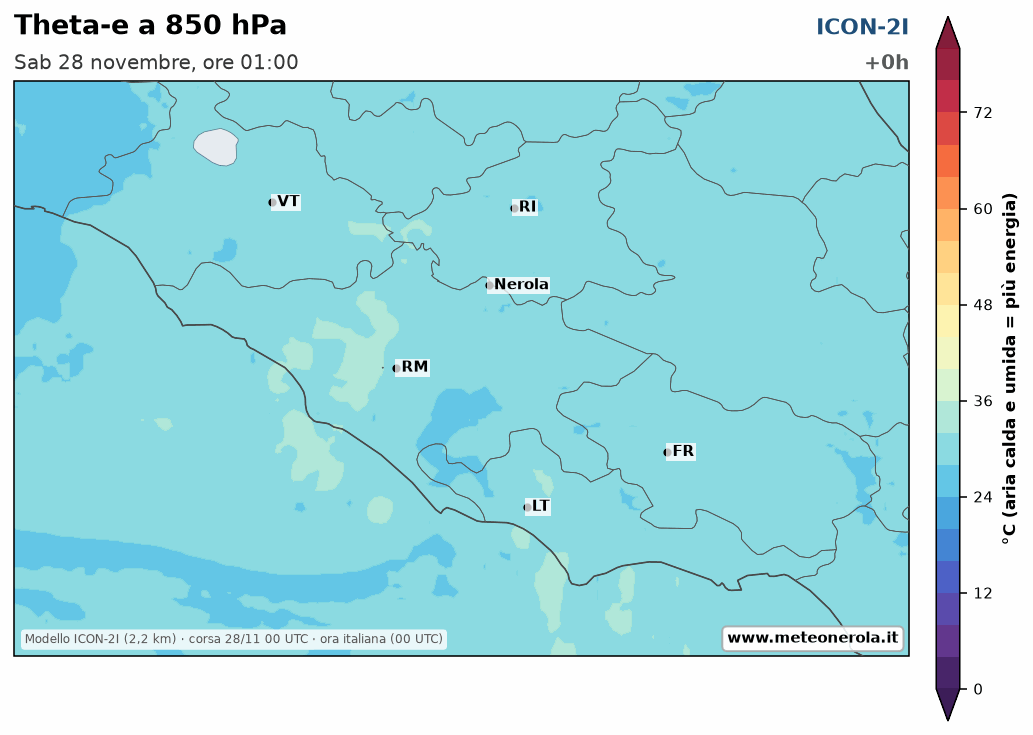 Theta-e a 850 hPa
ICON-2I
Sab 28 novembre, ore 01:00
+0h
VT
RI
Nerola
RM
FR
LT
72
60
48
36
24
12
0
°C (aria calda e umida = più energia)
Modello ICON-2I (2,2 km) · corsa 28/11 00 UTC · ora italiana (00 UTC)
www.meteonerola.it